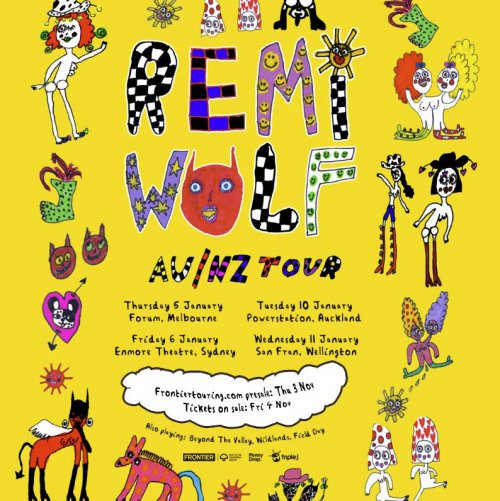 REMI
WOLF
AU/NZ TOUR
Thursday 5 January
Forum, Melbourne
Tuesday 10 January
Powerstation, Auckland
Friday 6 January
Enmore Theatre, Sydney
Wednesday 11 January
San Fran, Wellington
Frontiertouring.com presale: Thu 3 Nov
Tickets on sale: Fri 4 Nov
Also playing: Beyond The Valley, Wildlands, Field Day
FRONTIER
Penny Drop.
triple j